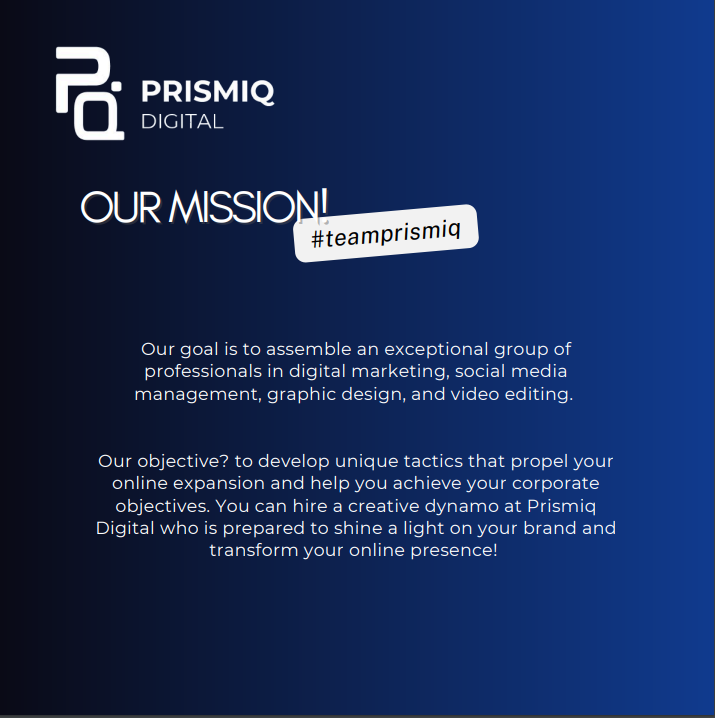 PRISMIQ
DIGITAL
OUR MISSION!
#teamprismiq
Our goal is to assemble an exceptional group of
professionals in digital marketing, social media
management, graphic design, and video editing.
Our objective? to develop unique tactics that propel your
online expansion and help you achieve your corporate
objectives. You can hire a creative dynamo at Prismiq
Digital who is prepared to shine a light on your brand and
transform your online presence!